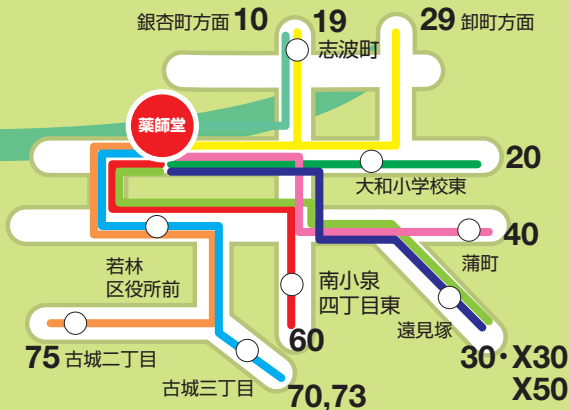 銀杏町方面 10
19
29 卸町方面
志波町
薬師堂
20
大和小学校東
40
蒲町
若林
区役所前
南小泉
四丁目東
遠見塚
60
75 古城二丁目
30・X30
X50
古城三丁目
70,73